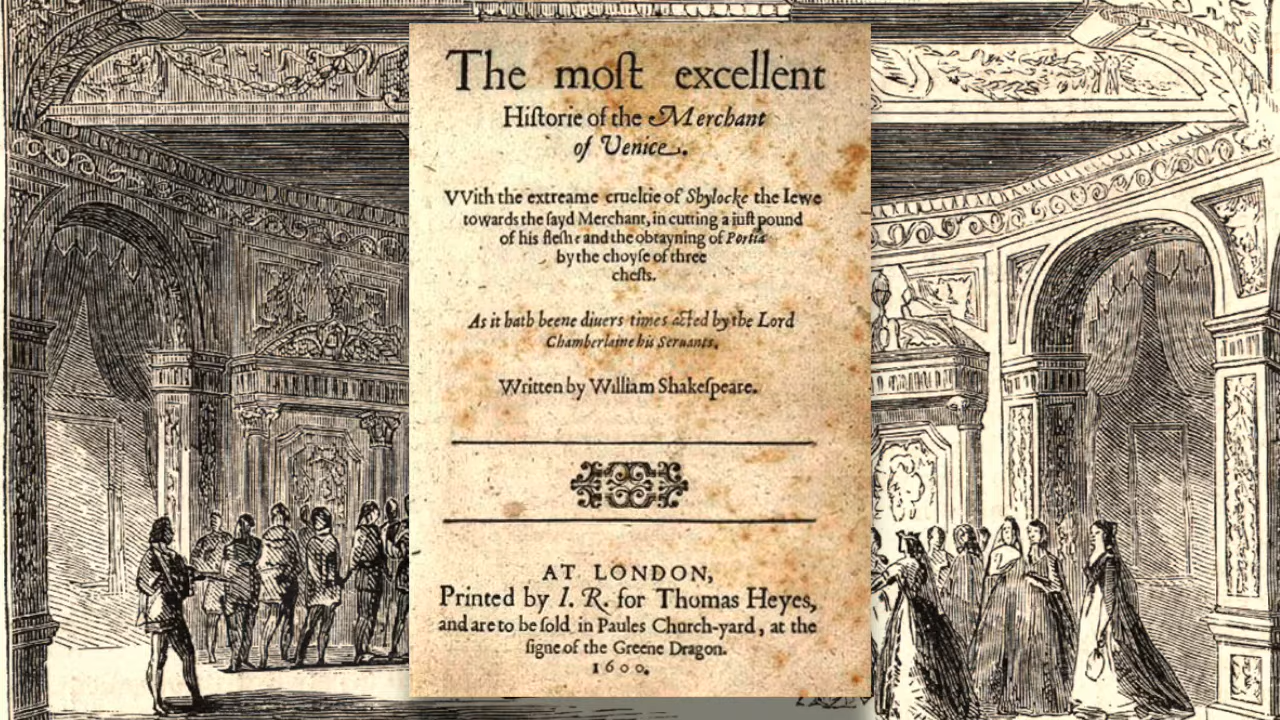 The moſt excellent
Hiſtorie of the Merchant
of Venice.
VVith the extreame crueltie of Shylocke the Iewe
towards the ſayd Merchant, in cutting a iuſt pound
of his fleſhe and the obtayning of Portia
by the choyſe of three
cheſts.
As it hath beene diuers times acted by the Lord
Chamberlaine his Seruants.
Written by William Shakeſpeare.
AT LONDON,
Printed by I. R. for Thomas Heyes,
and are to be ſold in Paules Church-yard, at the
ſigne of the Greene Dragon.
1600.